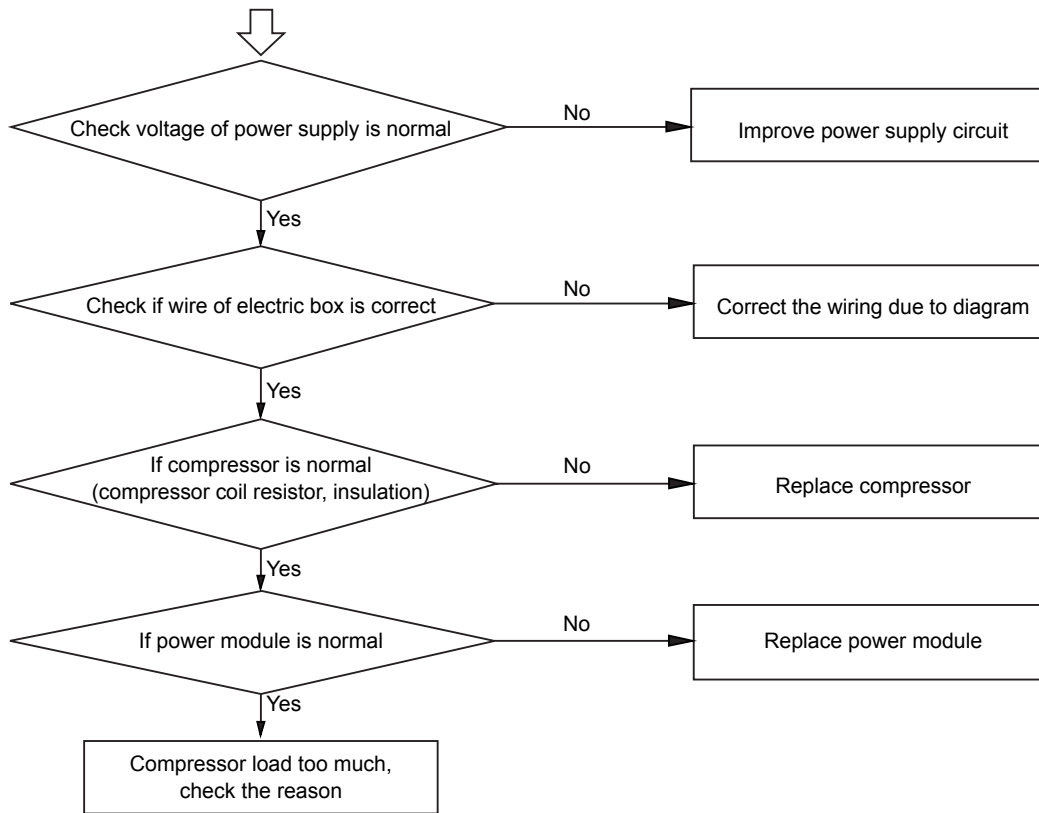 Check voltage of power supply is normal
No
Improve power supply circuit
Yes
Check if wire of electric box is correct
No
Correct the wiring due to diagram
Yes
If compressor is normal
(compressor coil resistor, insulation)
No
Replace compressor
Yes
If power module is normal
No
Replace power module
Yes
Compressor load too much,
check the reason